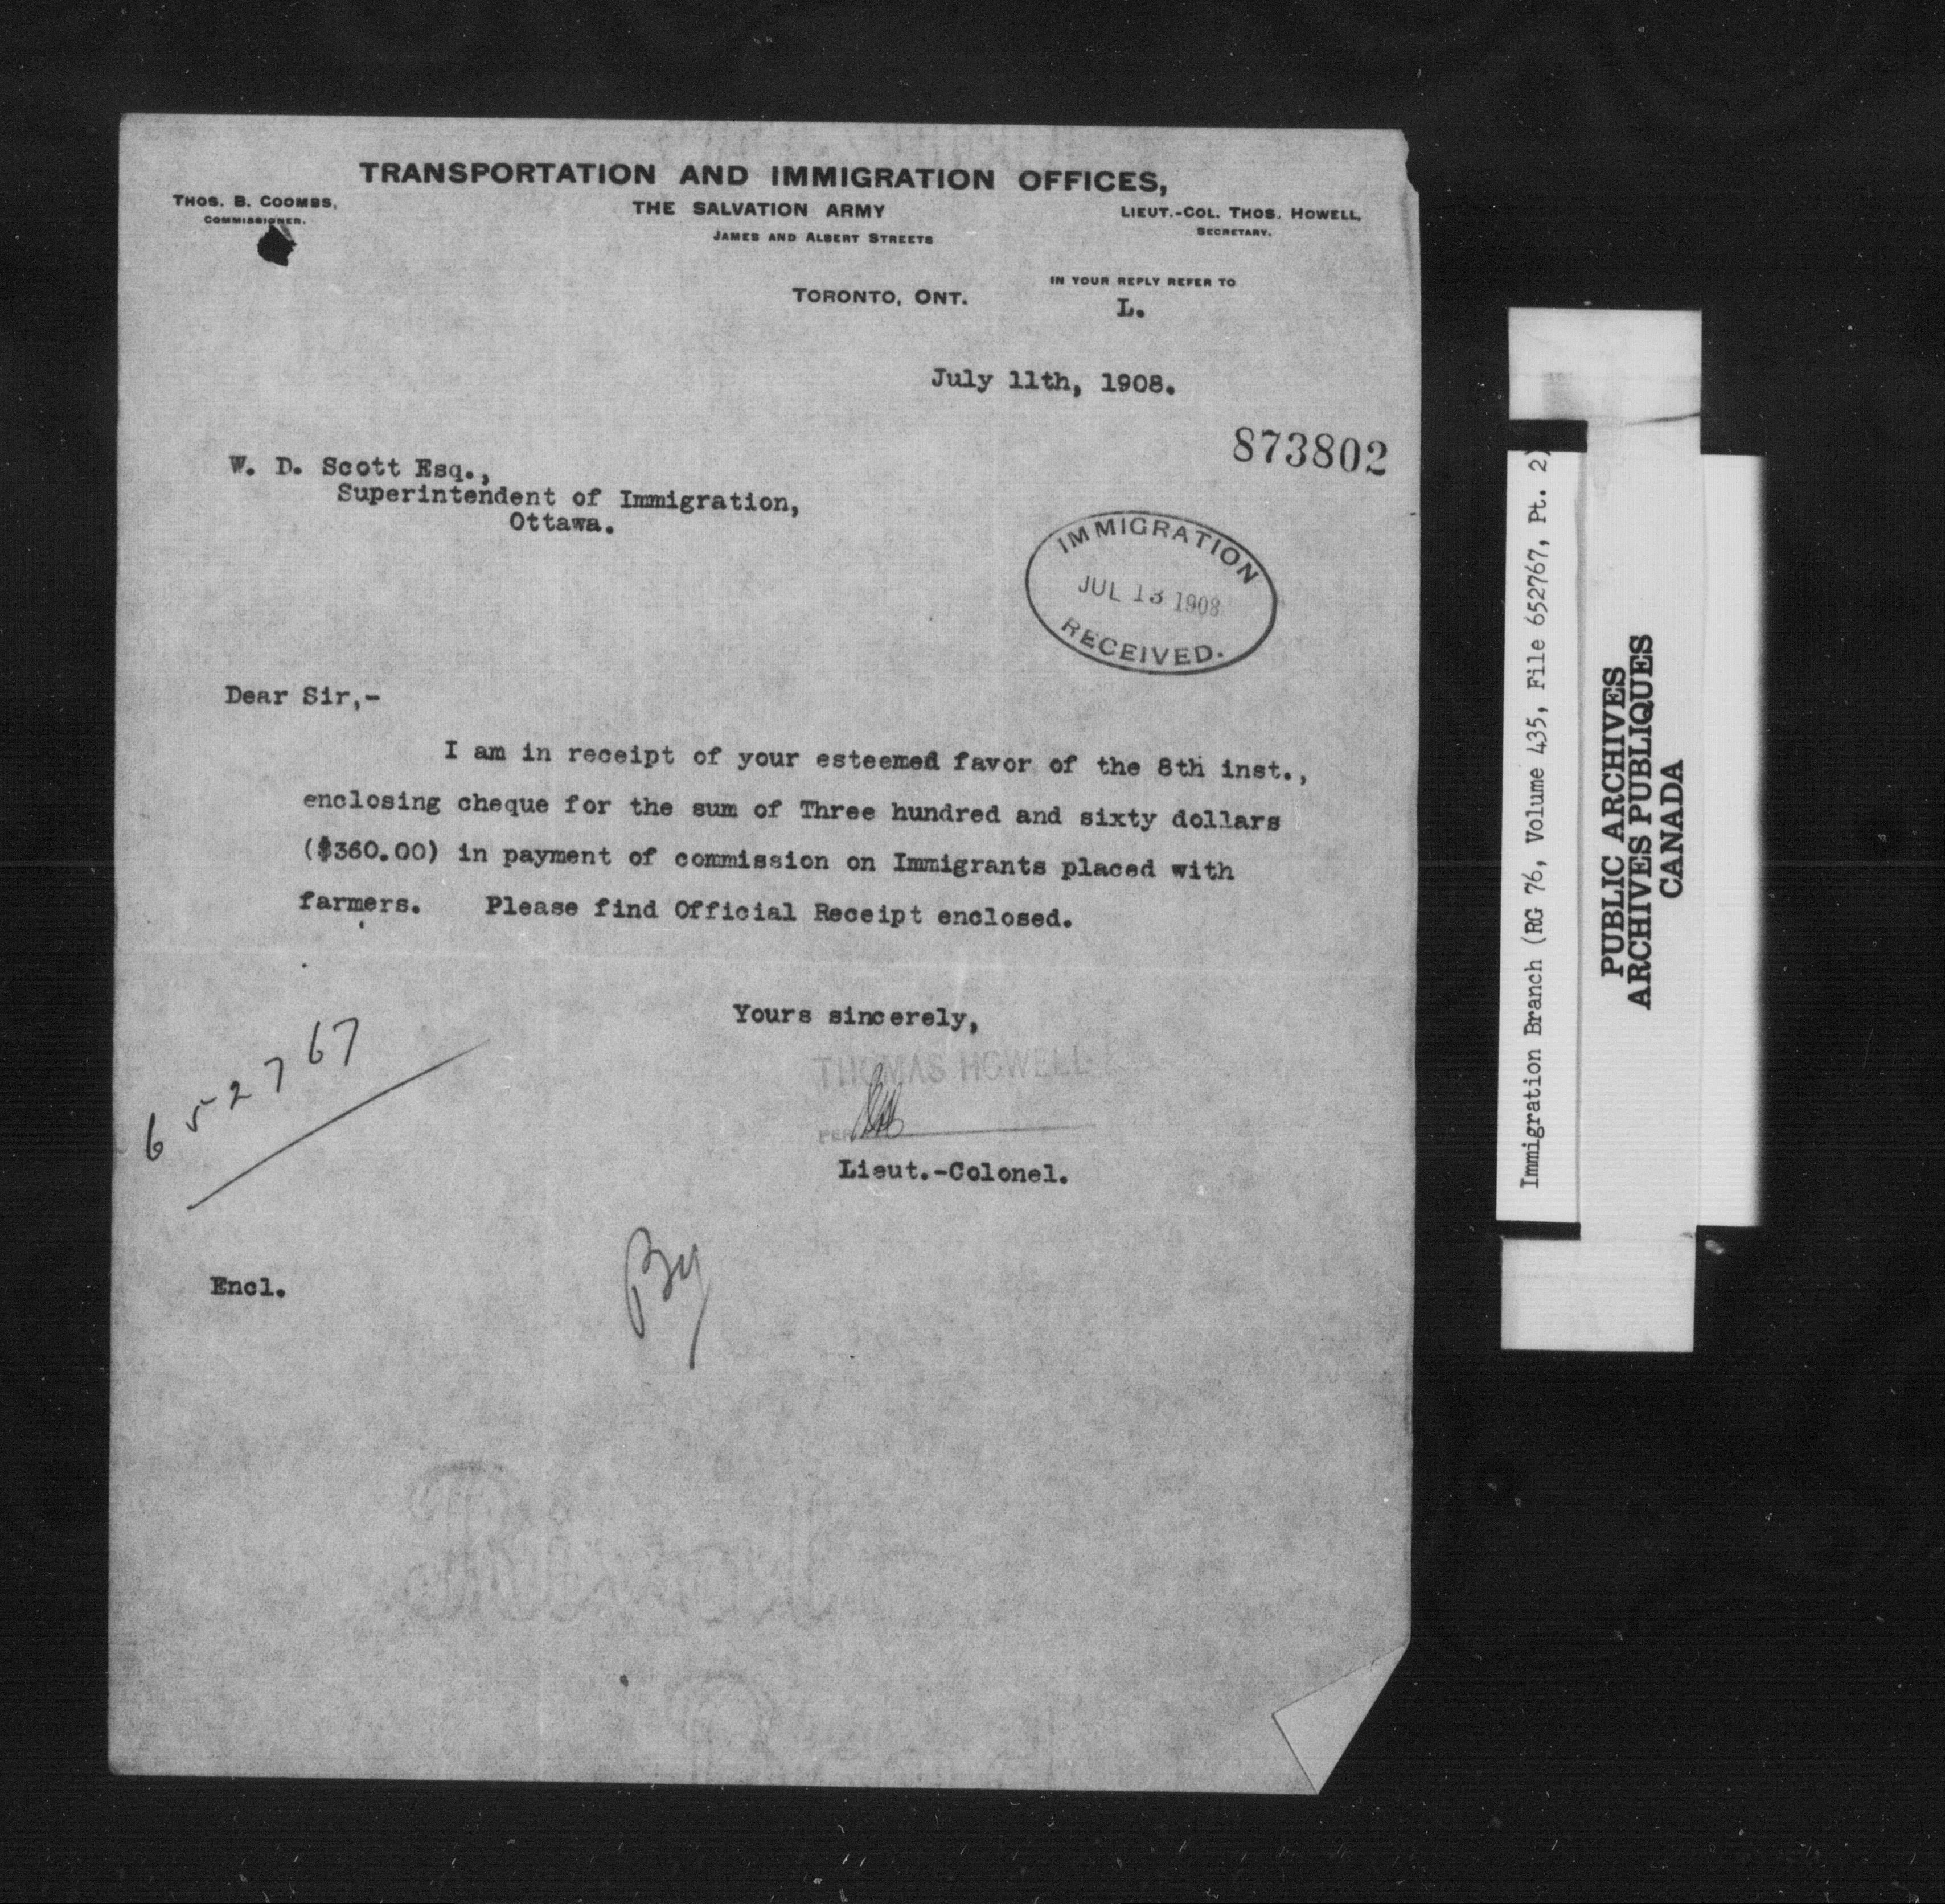 TRANSPORTATION AND IMMIGRATION OFFICES,
THOS. B. COOMBS,
COMMISSIONER.
THE SALVATION ARMY
JAMES AND ALBERT STREETS
LIEUT.-COL. THOS. HOWELL,
SECRETARY.
TORONTO, ONT.
IN YOUR REPLY REFER TO
L.
July 11th, 1908.
873802
W. D. Scott Esq.,
Superintendent of Immigration,
Ottawa.
IMMIGRATION
JUL 13 1908
RECEIVED.
Dear Sir,-
I am in receipt of your esteemed favor of the 8th inst.,
enclosing cheque for the sum of Three hundred and sixty dollars
($360.00) in payment of commission on Immigrants placed with
farmers. Please find Official Receipt enclosed.
Yours sincerely,
THOMAS HOWELL
PER
Lieut.-Colonel.
652767
Encl.
Immigration Branch (RG 76, Volume 435, File 652767, Pt. 2)
PUBLIC ARCHIVES
ARCHIVES PUBLIQUES
CANADA